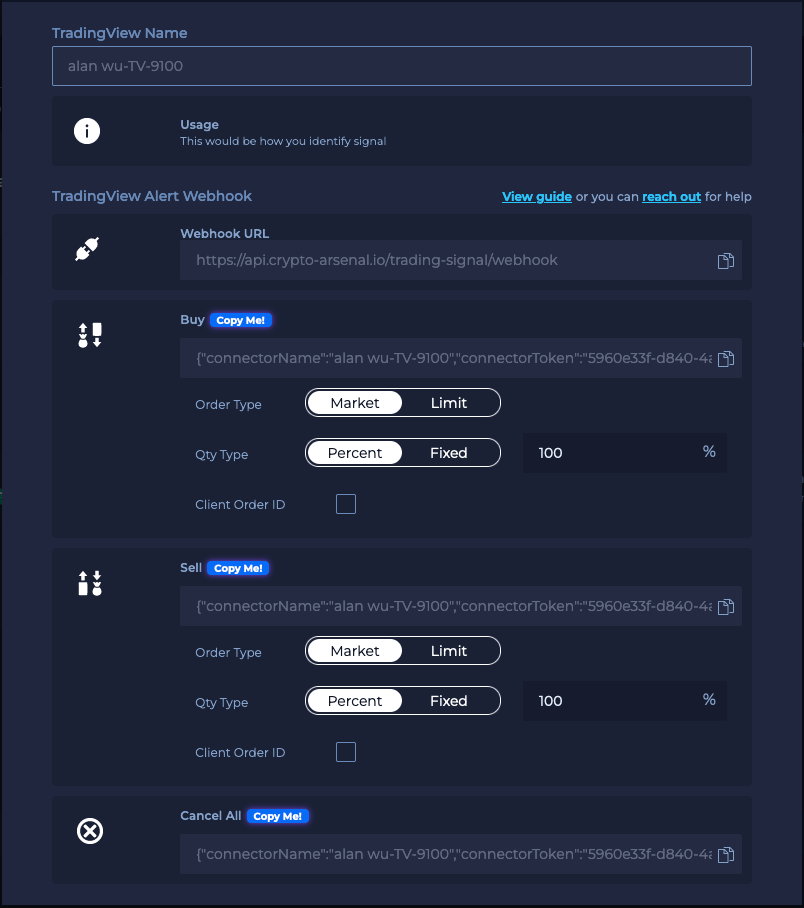 TradingView Name
alan wu-TV-9100
Usage
This would be how you identify signal
TradingView Alert Webhook
View guide or you can reach out for help
Webhook URL
https://api.crypto-arsenal.io/trading-signal/webhook
Buy Copy Me!
{"connectorName":"alan wu-TV-9100","connectorToken":"5960e33f-d840-4a
Order Type Market Limit
Qty Type Percent Fixed 100 %
Client Order ID
Sell Copy Me!
{"connectorName":"alan wu-TV-9100","connectorToken":"5960e33f-d840-4a
Order Type Market Limit
Qty Type Percent Fixed 100 %
Client Order ID
Cancel All Copy Me!
{"connectorName":"alan wu-TV-9100","connectorToken":"5960e33f-d840-4a